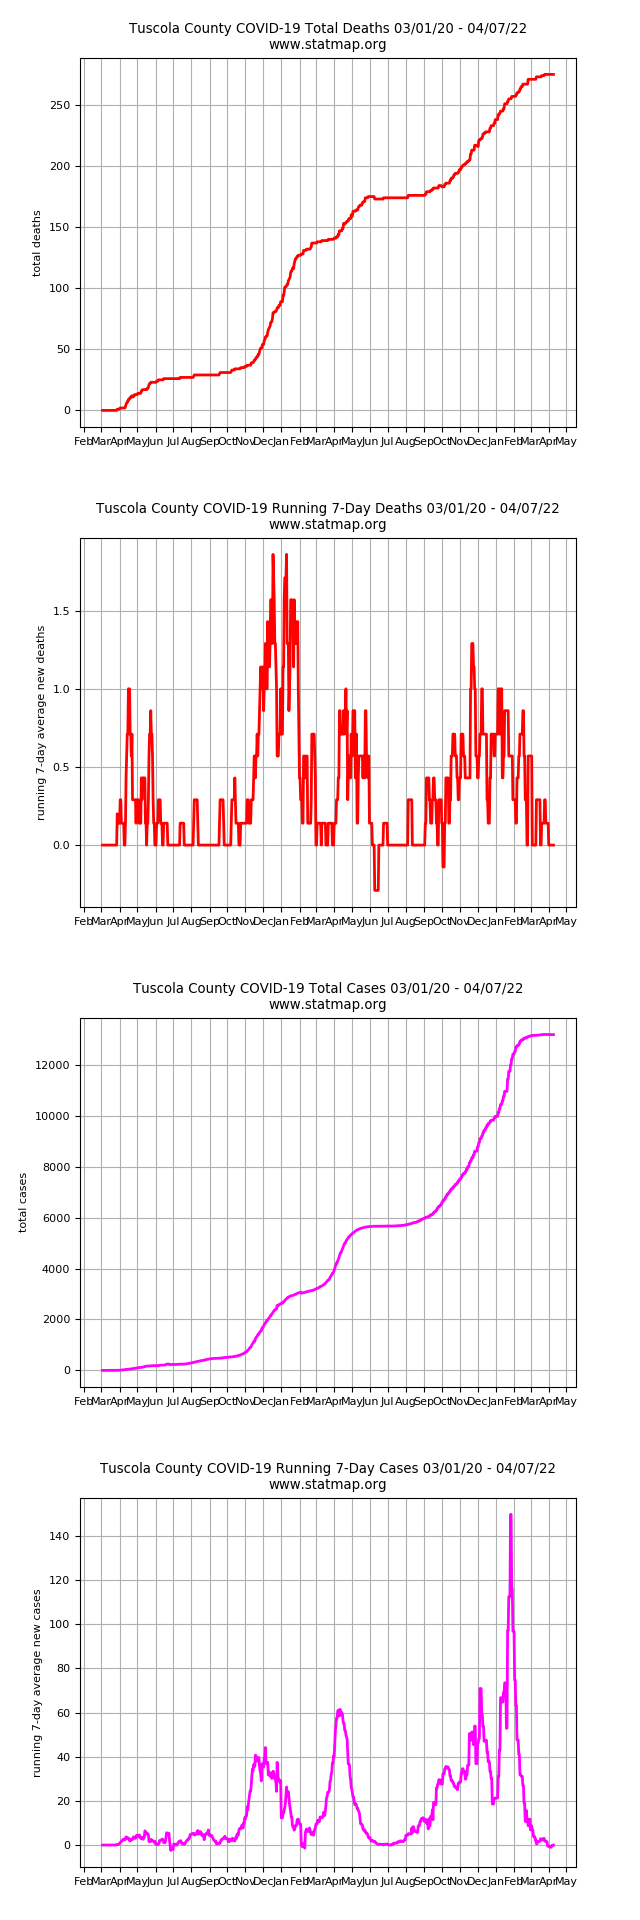 Tuscola County COVID-19 Total Deaths 03/01/20 - 04/07/22
www.statmap.org
total deaths
250
200
150
100
50
0
Feb Mar Apr May Jun Jul Aug Sep Oct Nov Dec Jan Feb Mar Apr May Jun Jul Aug Sep Oct Nov Dec Jan Feb Mar Apr May
Tuscola County COVID-19 Running 7-Day Deaths 03/01/20 - 04/07/22
www.statmap.org
running 7-day average new deaths
1.5
1.0
0.5
0.0
Feb Mar Apr May Jun Jul Aug Sep Oct Nov Dec Jan Feb Mar Apr May Jun Jul Aug Sep Oct Nov Dec Jan Feb Mar Apr May
Tuscola County COVID-19 Total Cases 03/01/20 - 04/07/22
www.statmap.org
total cases
12000
10000
8000
6000
4000
2000
0
Feb Mar Apr May Jun Jul Aug Sep Oct Nov Dec Jan Feb Mar Apr May Jun Jul Aug Sep Oct Nov Dec Jan Feb Mar Apr May
Tuscola County COVID-19 Running 7-Day Cases 03/01/20 - 04/07/22
www.statmap.org
running 7-day average new cases
140
120
100
80
60
40
20
0
Feb Mar Apr May Jun Jul Aug Sep Oct Nov Dec Jan Feb Mar Apr May Jun Jul Aug Sep Oct Nov Dec Jan Feb Mar Apr May